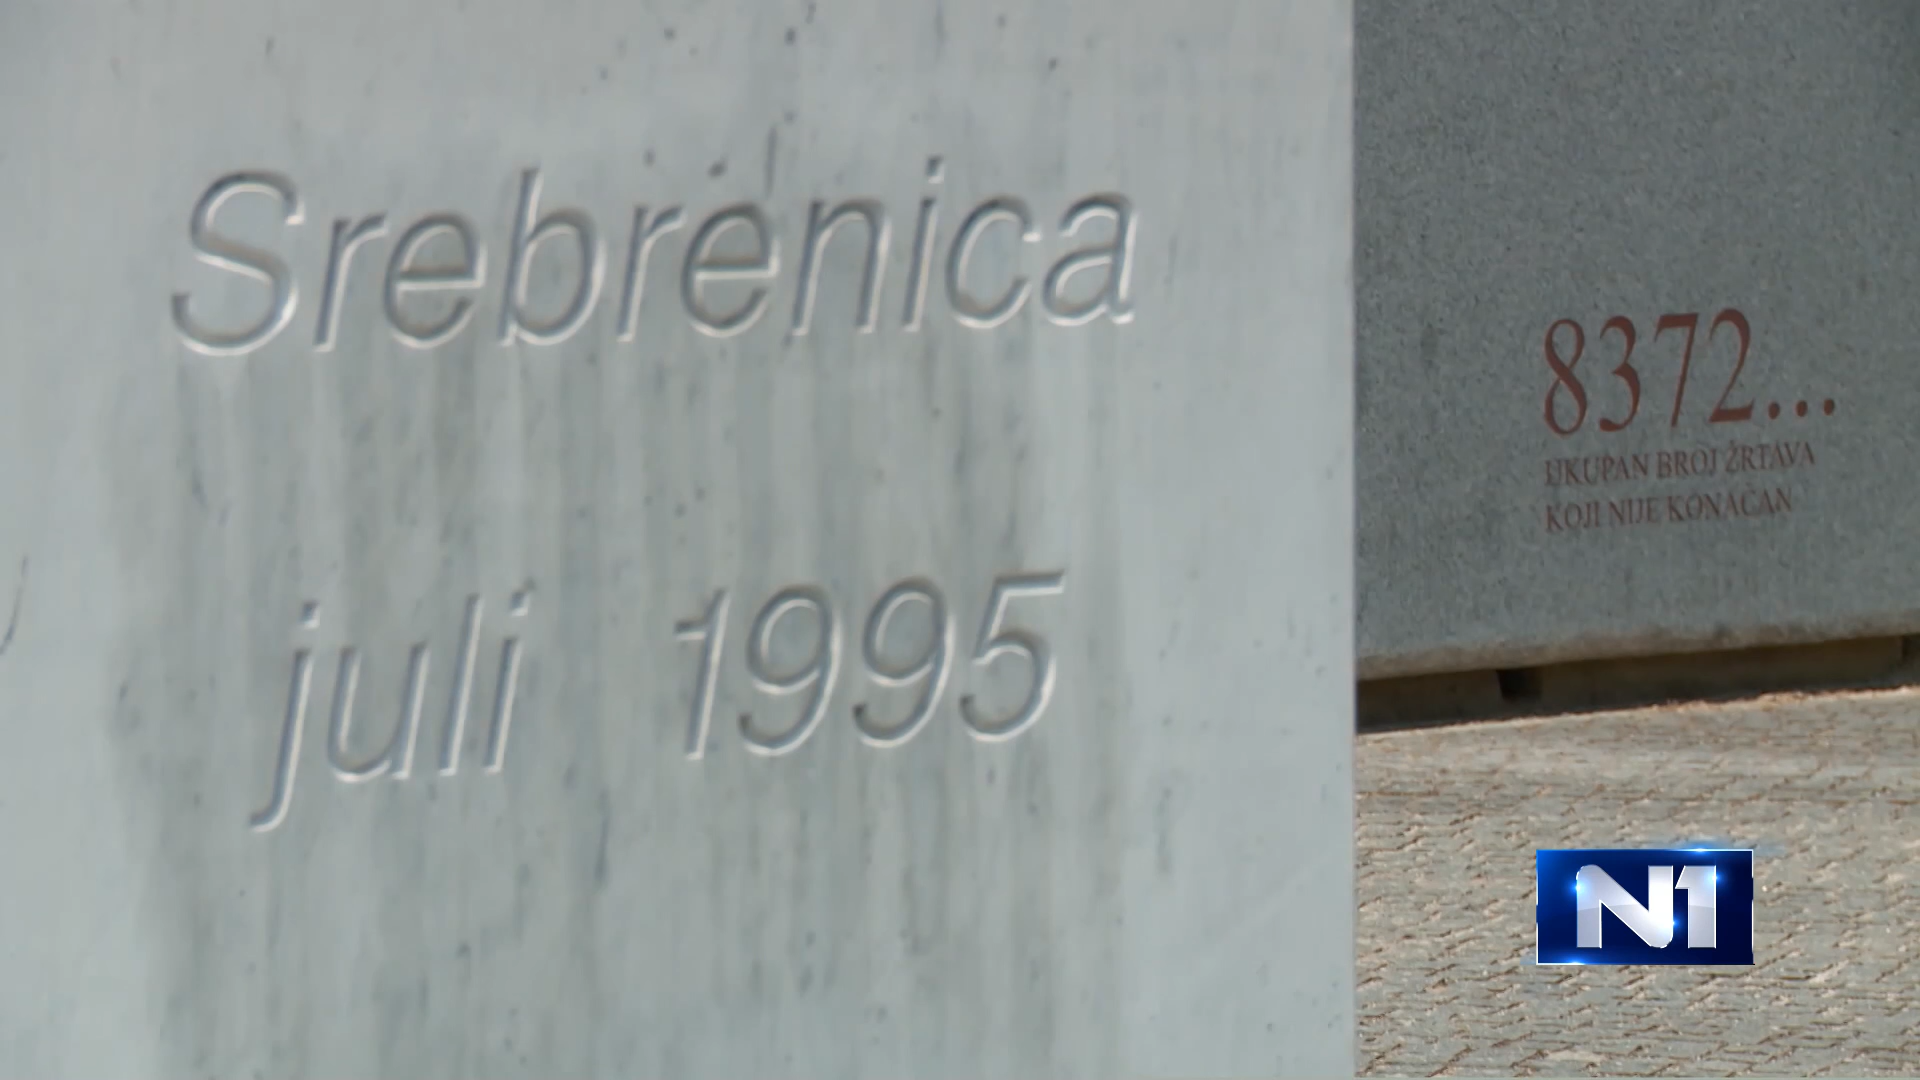 Srebrenica
juli 1995
8372...
UKUPAN BROJ ŽRTAVA
KOJI NIJE KONAČAN
N1